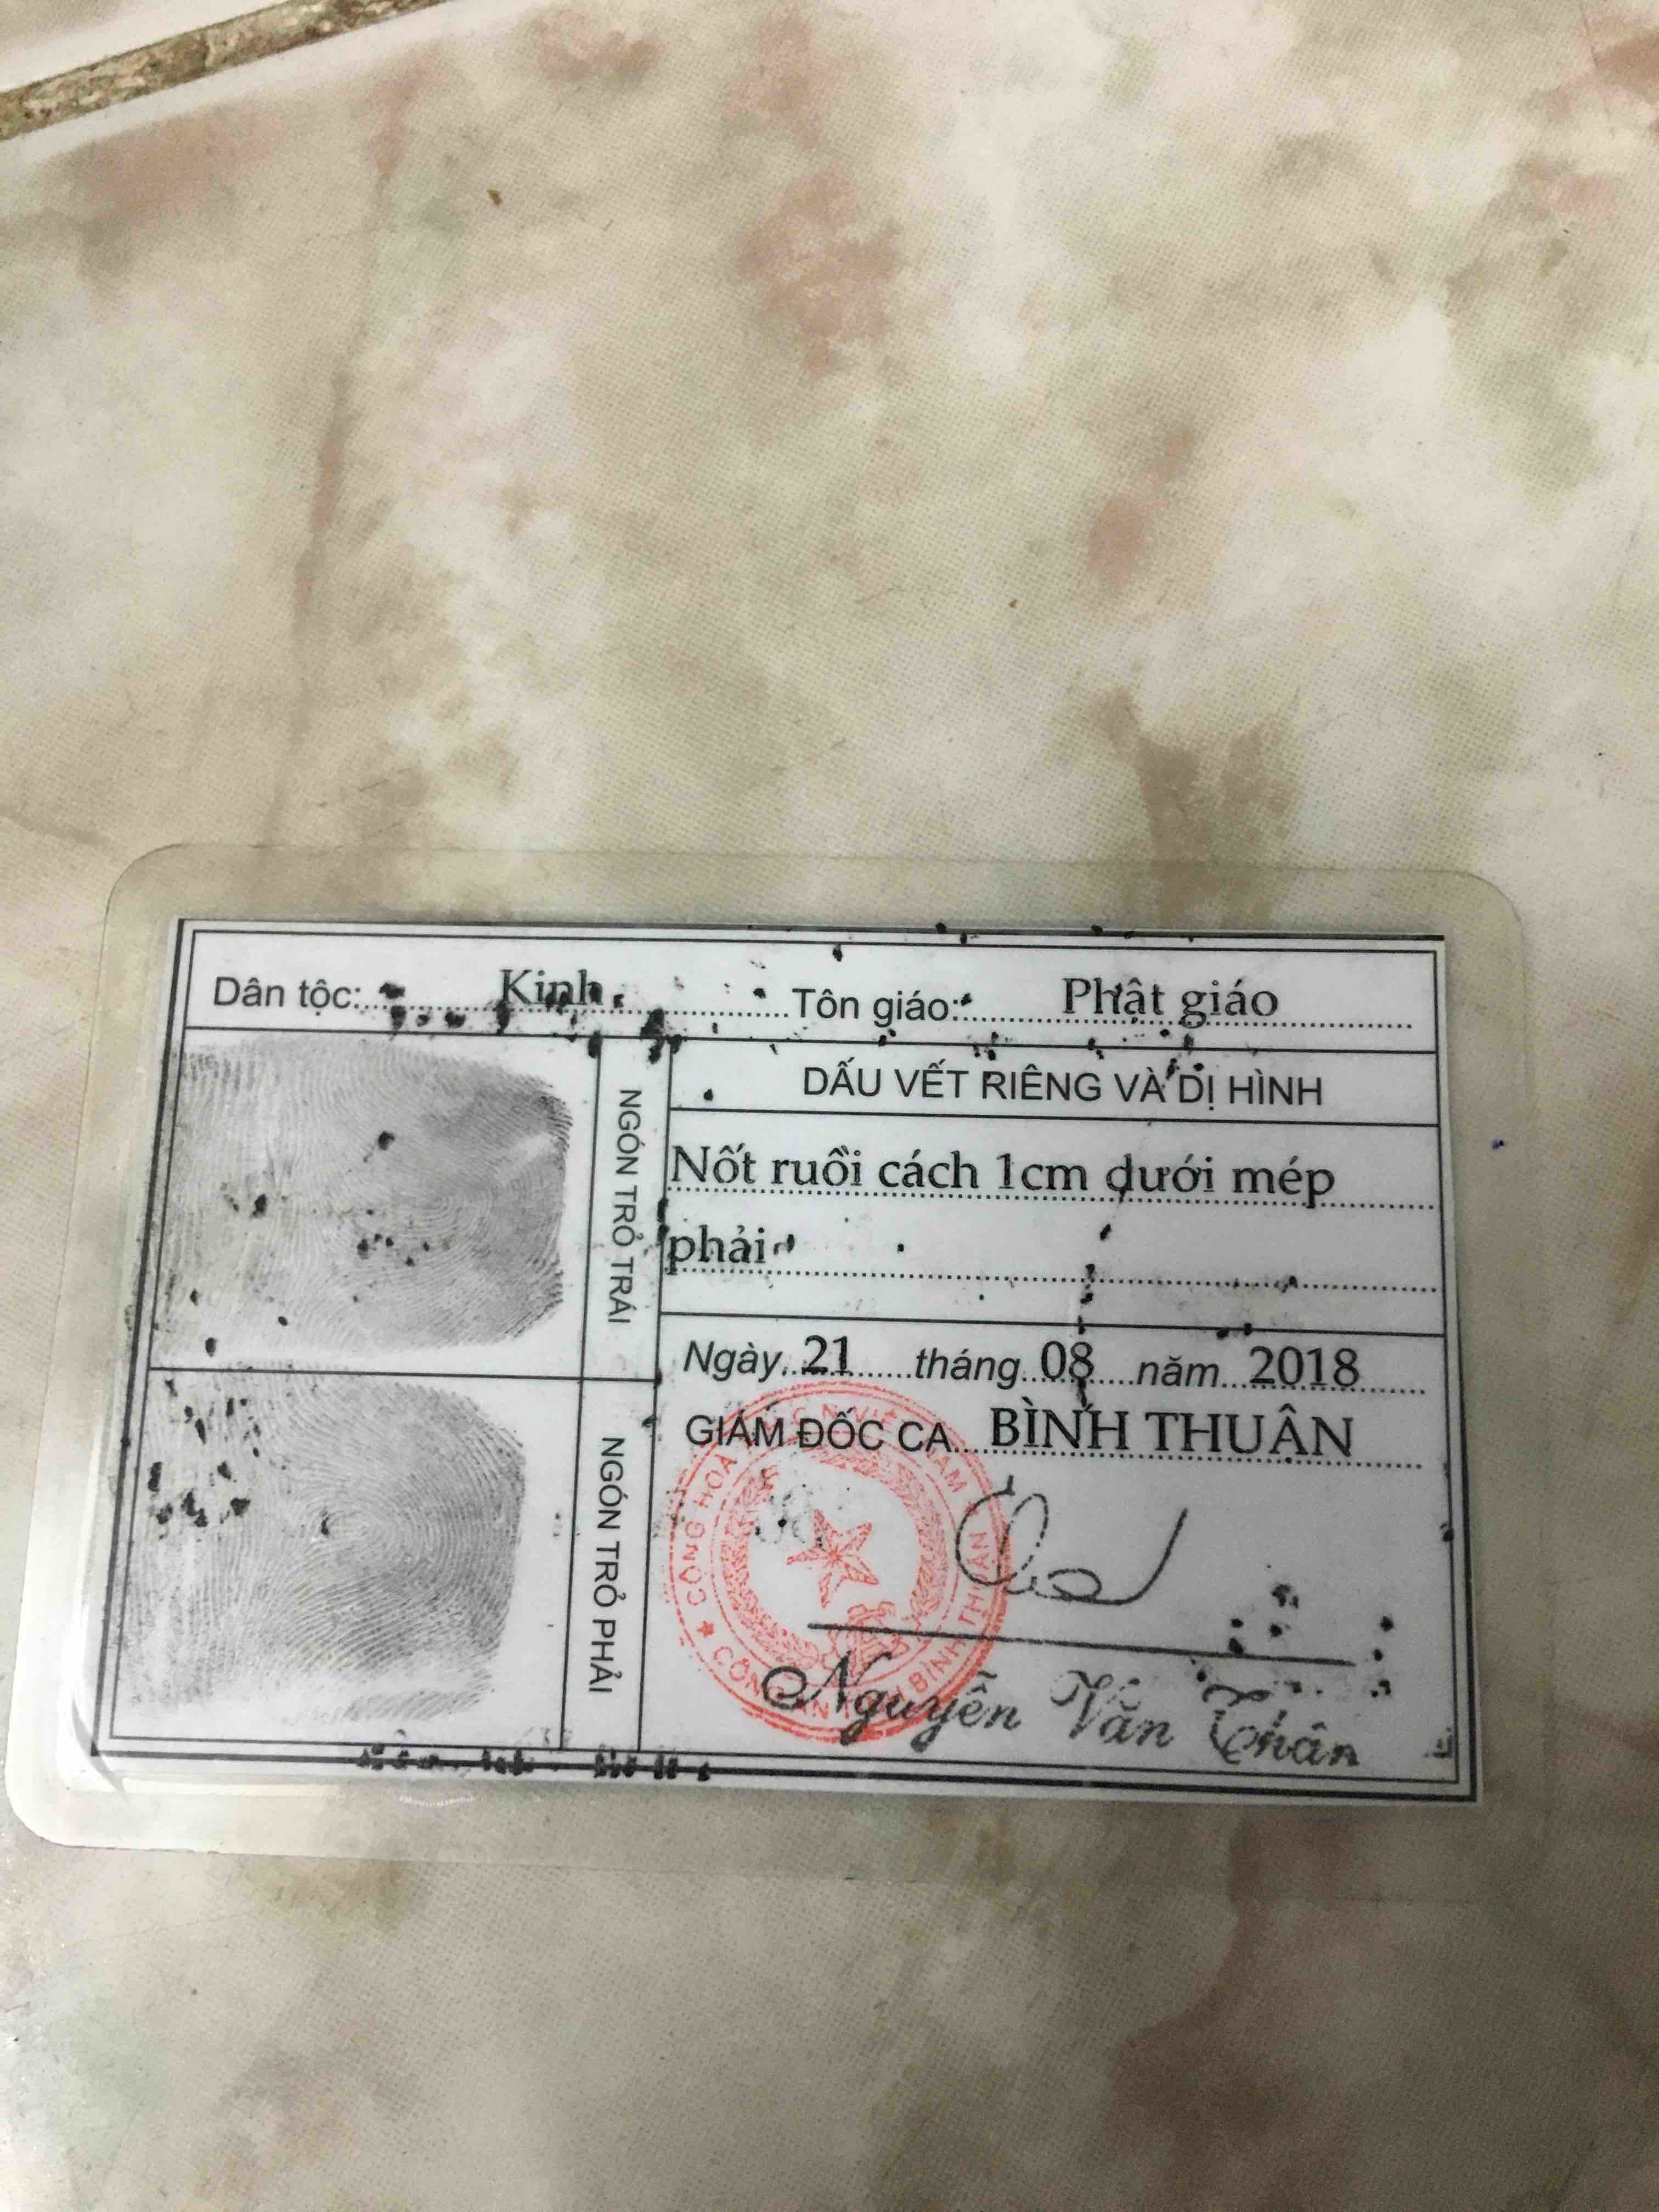 Dân tộc: Kinh Tôn giáo: Phật giáo
NGÓN TRỎ TRÁI
DẤU VẾT RIÊNG VÀ DỊ HÌNH
Nốt ruồi cách 1cm dưới mép
phải
Ngày 21 tháng 08 năm 2018
GIÁM ĐỐC CA BÌNH THUẬN
NGÓN TRỎ PHẢI
Nguyễn Văn Chân